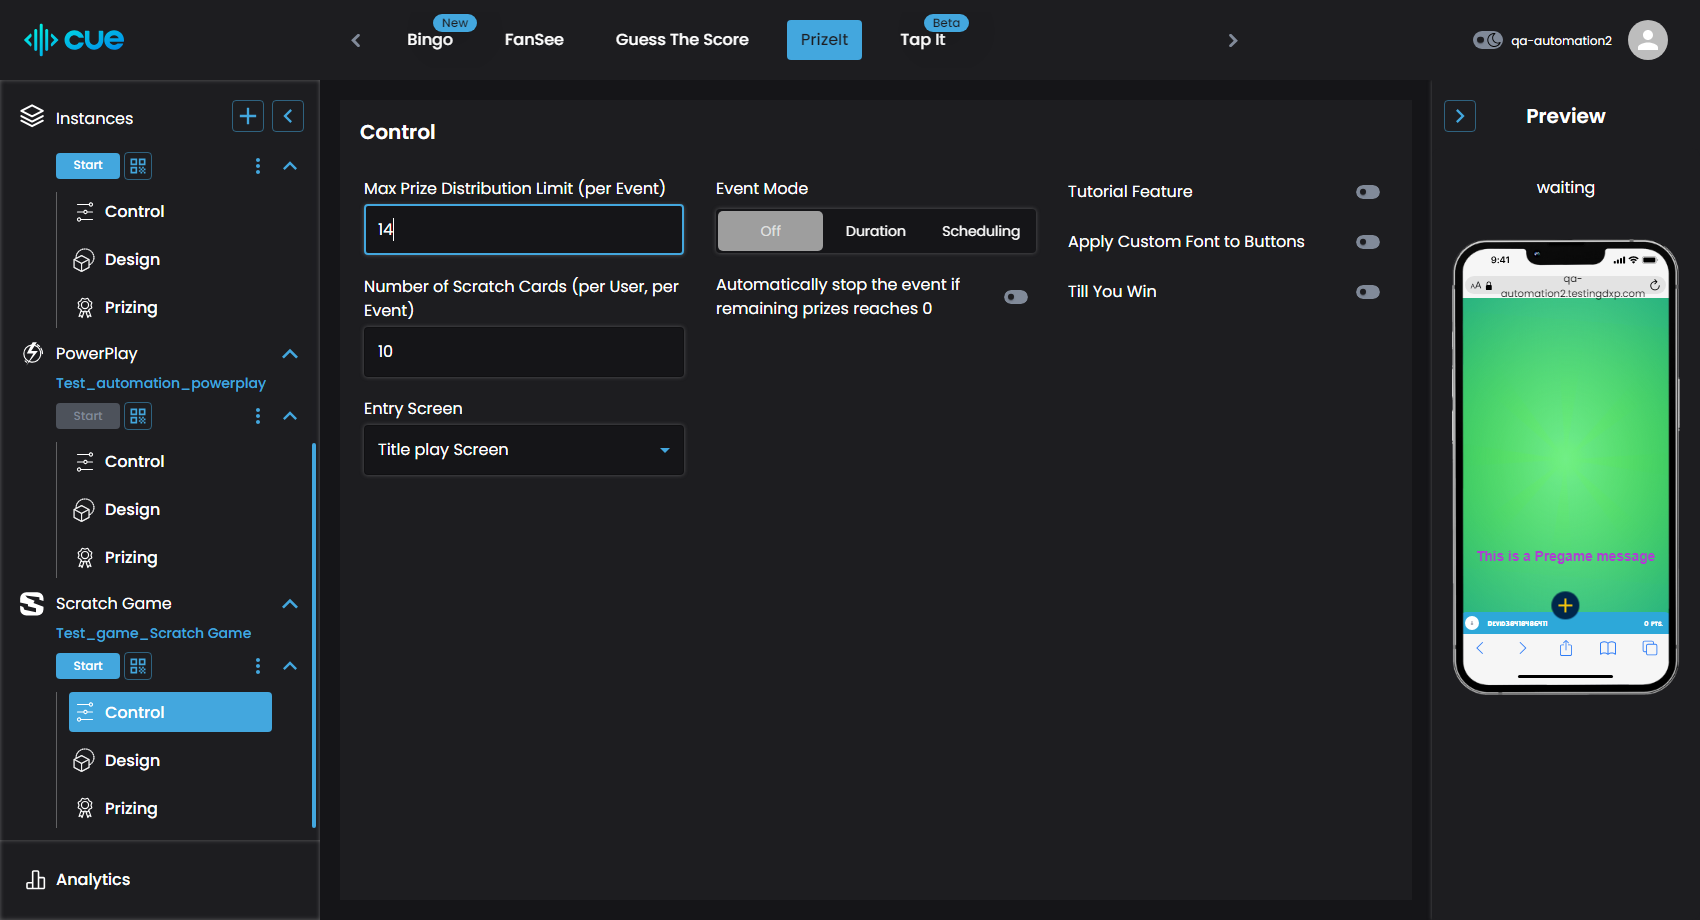 cue
Bingo
New
FanSee
Guess The Score
PrizeIt
Tap It
Beta
qa-automation2
Instances
Start
Control
Design
Prizing
PowerPlay
Test_automation_powerplay
Start
Control
Design
Prizing
Scratch Game
Test_game_Scratch Game
Start
Control
Design
Prizing
Analytics
Control
Max Prize Distribution Limit (per Event)
14
Number of Scratch Cards (per User, per
Event)
10
Entry Screen
Title play Screen
Event Mode
Off
Duration
Scheduling
Automatically stop the event if
remaining prizes reaches 0
Tutorial Feature
Apply Custom Font to Buttons
Till You Win
Preview
waiting
9:41
AA
qa-
automation2.testingdxp.com
This is a Pregame message
0 PTS.